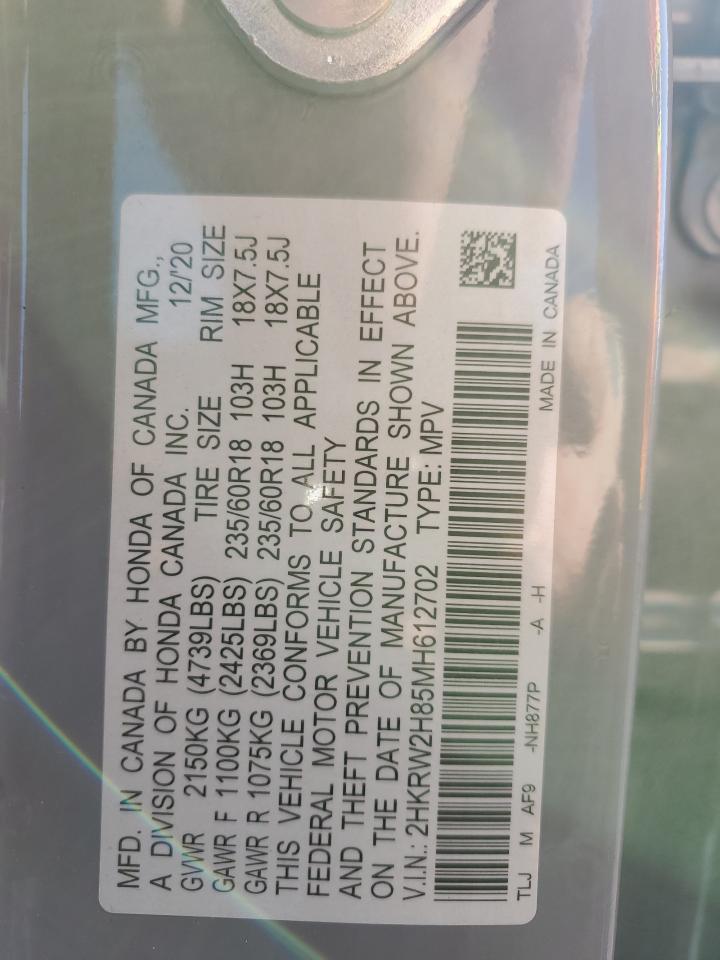 MFD. IN CANADA BY HONDA OF CANADA MFG.,
A DIVISION OF HONDA CANADA INC. 12/'20
GVWR 2150KG (4739LBS) TIRE SIZE RIM SIZE
GAWR F 1100KG (2425LBS) 235/60R18 103H 18X7.5J
GAWR R 1075KG (2369LBS) 235/60R18 103H 18X7.5J
THIS VEHICLE CONFORMS TO ALL APPLICABLE
FEDERAL MOTOR VEHICLE SAFETY
AND THEFT PREVENTION STANDARDS IN EFFECT
ON THE DATE OF MANUFACTURE SHOWN ABOVE.
V.I.N.: 2HKRW2H85MH612702 TYPE: MPV
TLJ M AF9 -NH877P -A -H MADE IN CANADA